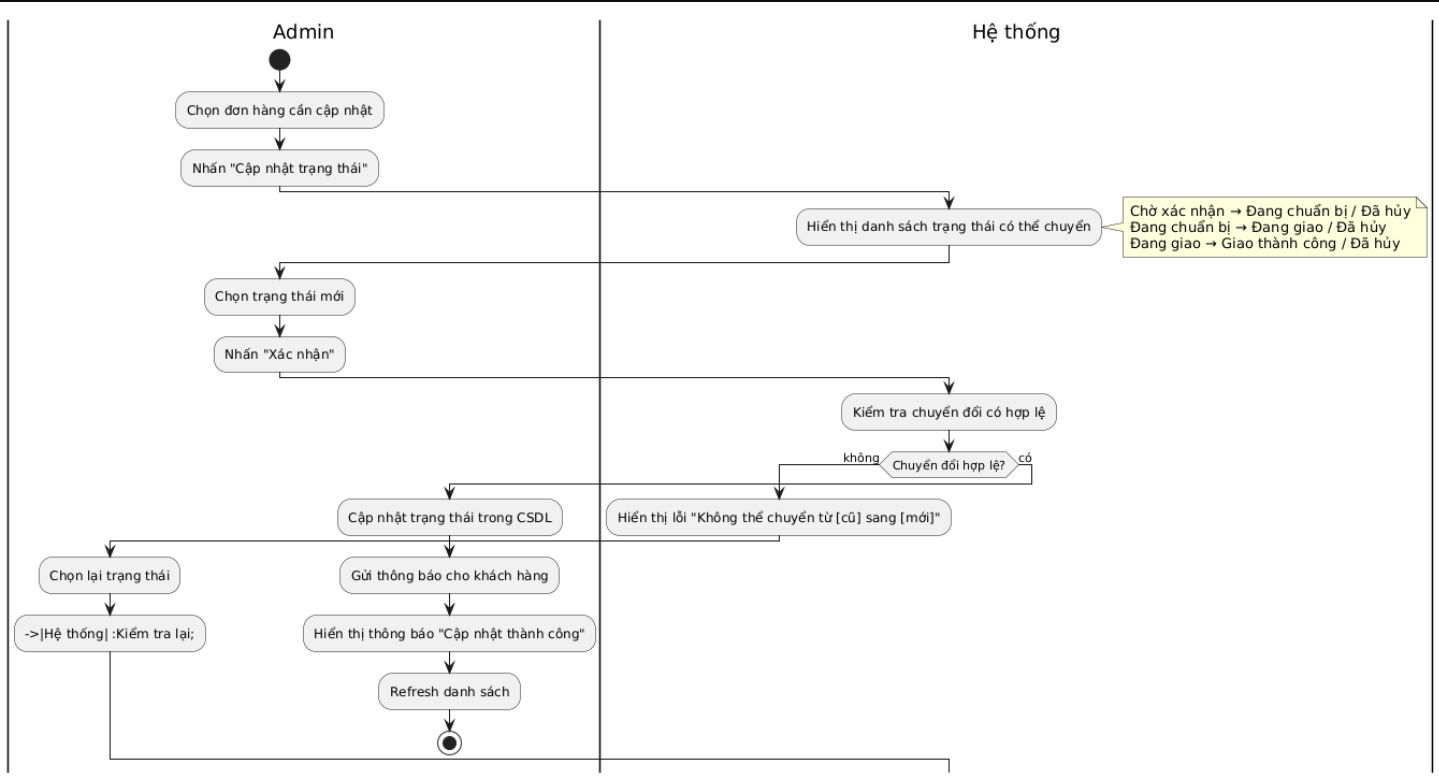 Admin
Hệ thống
Chọn đơn hàng cần cập nhật
Nhấn "Cập nhật trạng thái"
Hiển thị danh sách trạng thái có thể chuyển
Chờ xác nhận → Đang chuẩn bị / Đã hủy
Đang chuẩn bị → Đang giao / Đã hủy
Đang giao → Giao thành công / Đã hủy
Chọn trạng thái mới
Nhấn "Xác nhận"
Kiểm tra chuyển đổi có hợp lệ
không
Chuyển đổi hợp lệ?
có
Cập nhật trạng thái trong CSDL
Hiển thị lỗi "Không thể chuyển từ [cũ] sang [mới]"
Chọn lại trạng thái
Gửi thông báo cho khách hàng
->|Hệ thống| :Kiểm tra lại;
Hiển thị thông báo "Cập nhật thành công"
Refresh danh sách